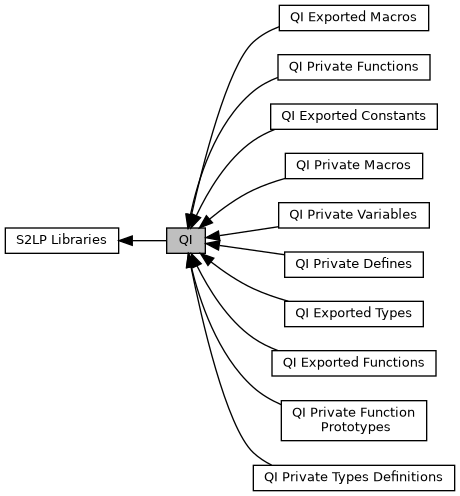 QI Exported Macros
QI Private Functions
QI Exported Constants
QI Private Macros
QI Private Variables
S2LP Libraries
QI
QI Private Defines
QI Exported Types
QI Exported Functions
QI Private Function
Prototypes
QI Private Types Definitions